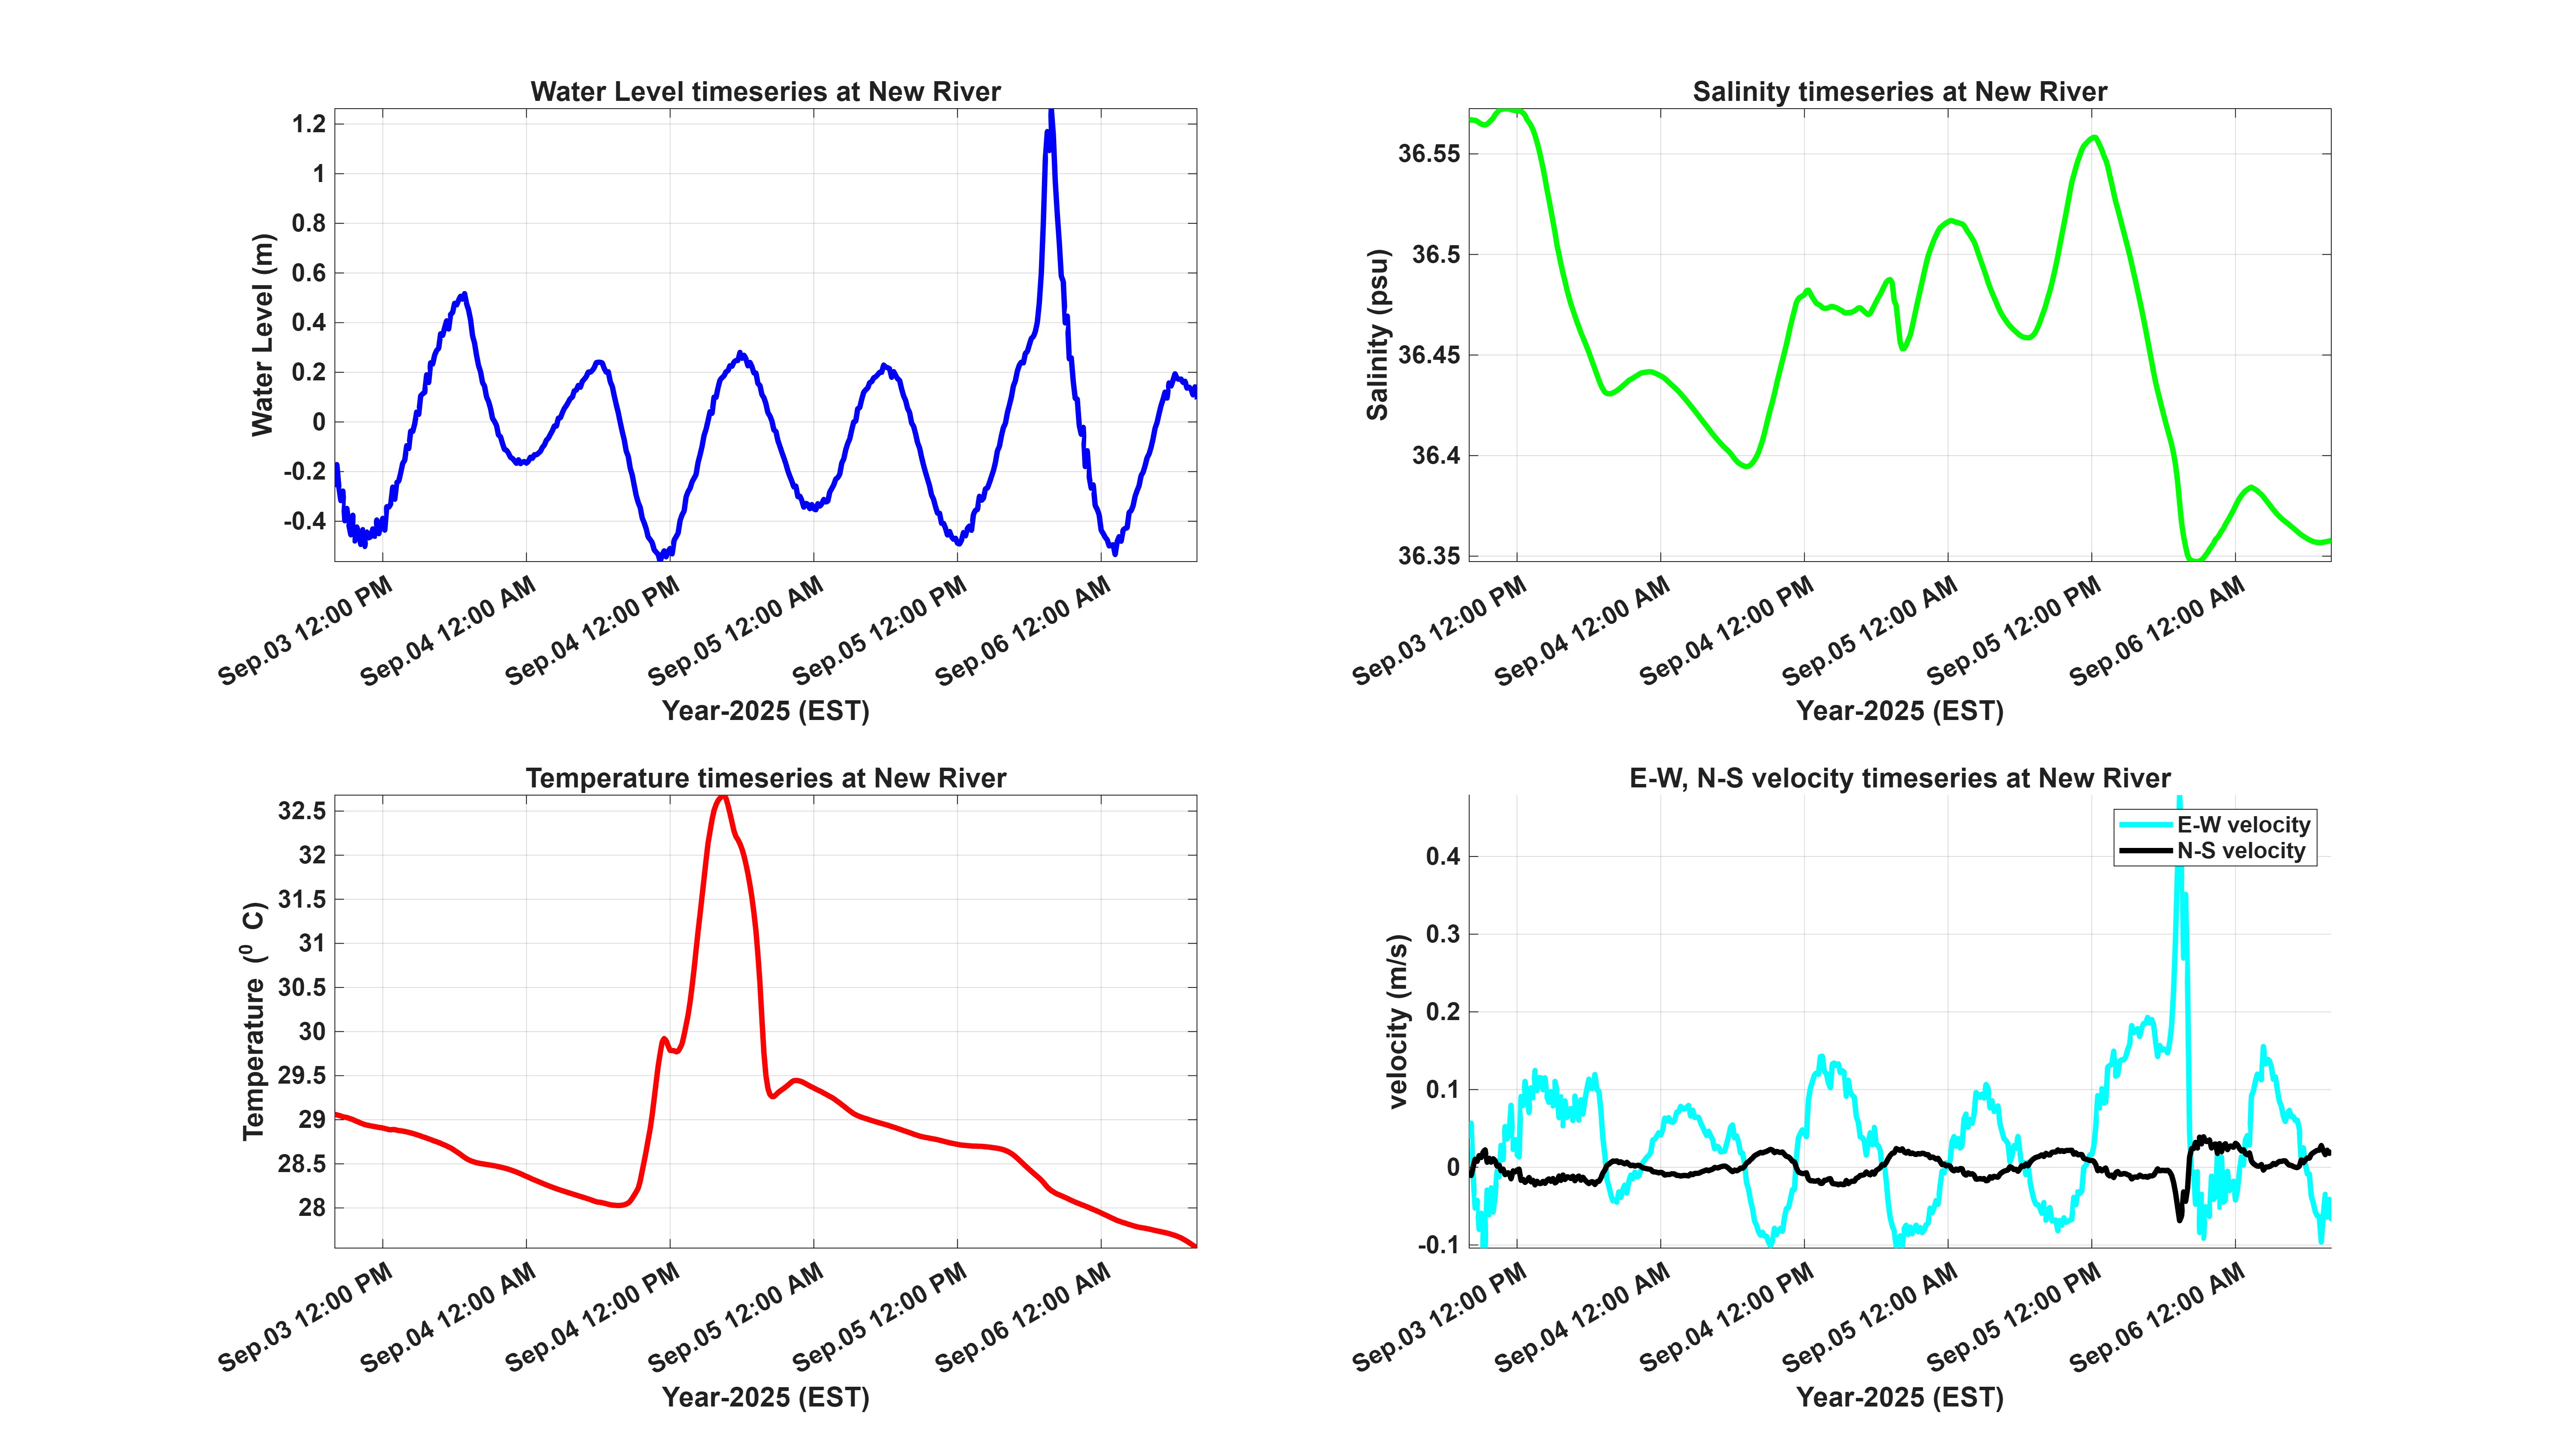 Water Level timeseries at New River
Water Level (m)
1.2
1
0.8
0.6
0.4
0.2
0
-0.2
-0.4
Sep.03 12:00 PM
Sep.04 12:00 AM
Sep.04 12:00 PM
Sep.05 12:00 AM
Sep.05 12:00 PM
Sep.06 12:00 AM
Year-2025 (EST)
Salinity timeseries at New River
Salinity (psu)
36.55
36.5
36.45
36.4
36.35
Sep.03 12:00 PM
Sep.04 12:00 AM
Sep.04 12:00 PM
Sep.05 12:00 AM
Sep.05 12:00 PM
Sep.06 12:00 AM
Year-2025 (EST)
Temperature timeseries at New River
Temperature (⁰ C)
32.5
32
31.5
31
30.5
30
29.5
29
28.5
28
Sep.03 12:00 PM
Sep.04 12:00 AM
Sep.04 12:00 PM
Sep.05 12:00 AM
Sep.05 12:00 PM
Sep.06 12:00 AM
Year-2025 (EST)
E-W, N-S velocity timeseries at New River
velocity (m/s)
E-W velocity
N-S velocity
0.4
0.3
0.2
0.1
0
-0.1
Sep.03 12:00 PM
Sep.04 12:00 AM
Sep.04 12:00 PM
Sep.05 12:00 AM
Sep.05 12:00 PM
Sep.06 12:00 AM
Year-2025 (EST)